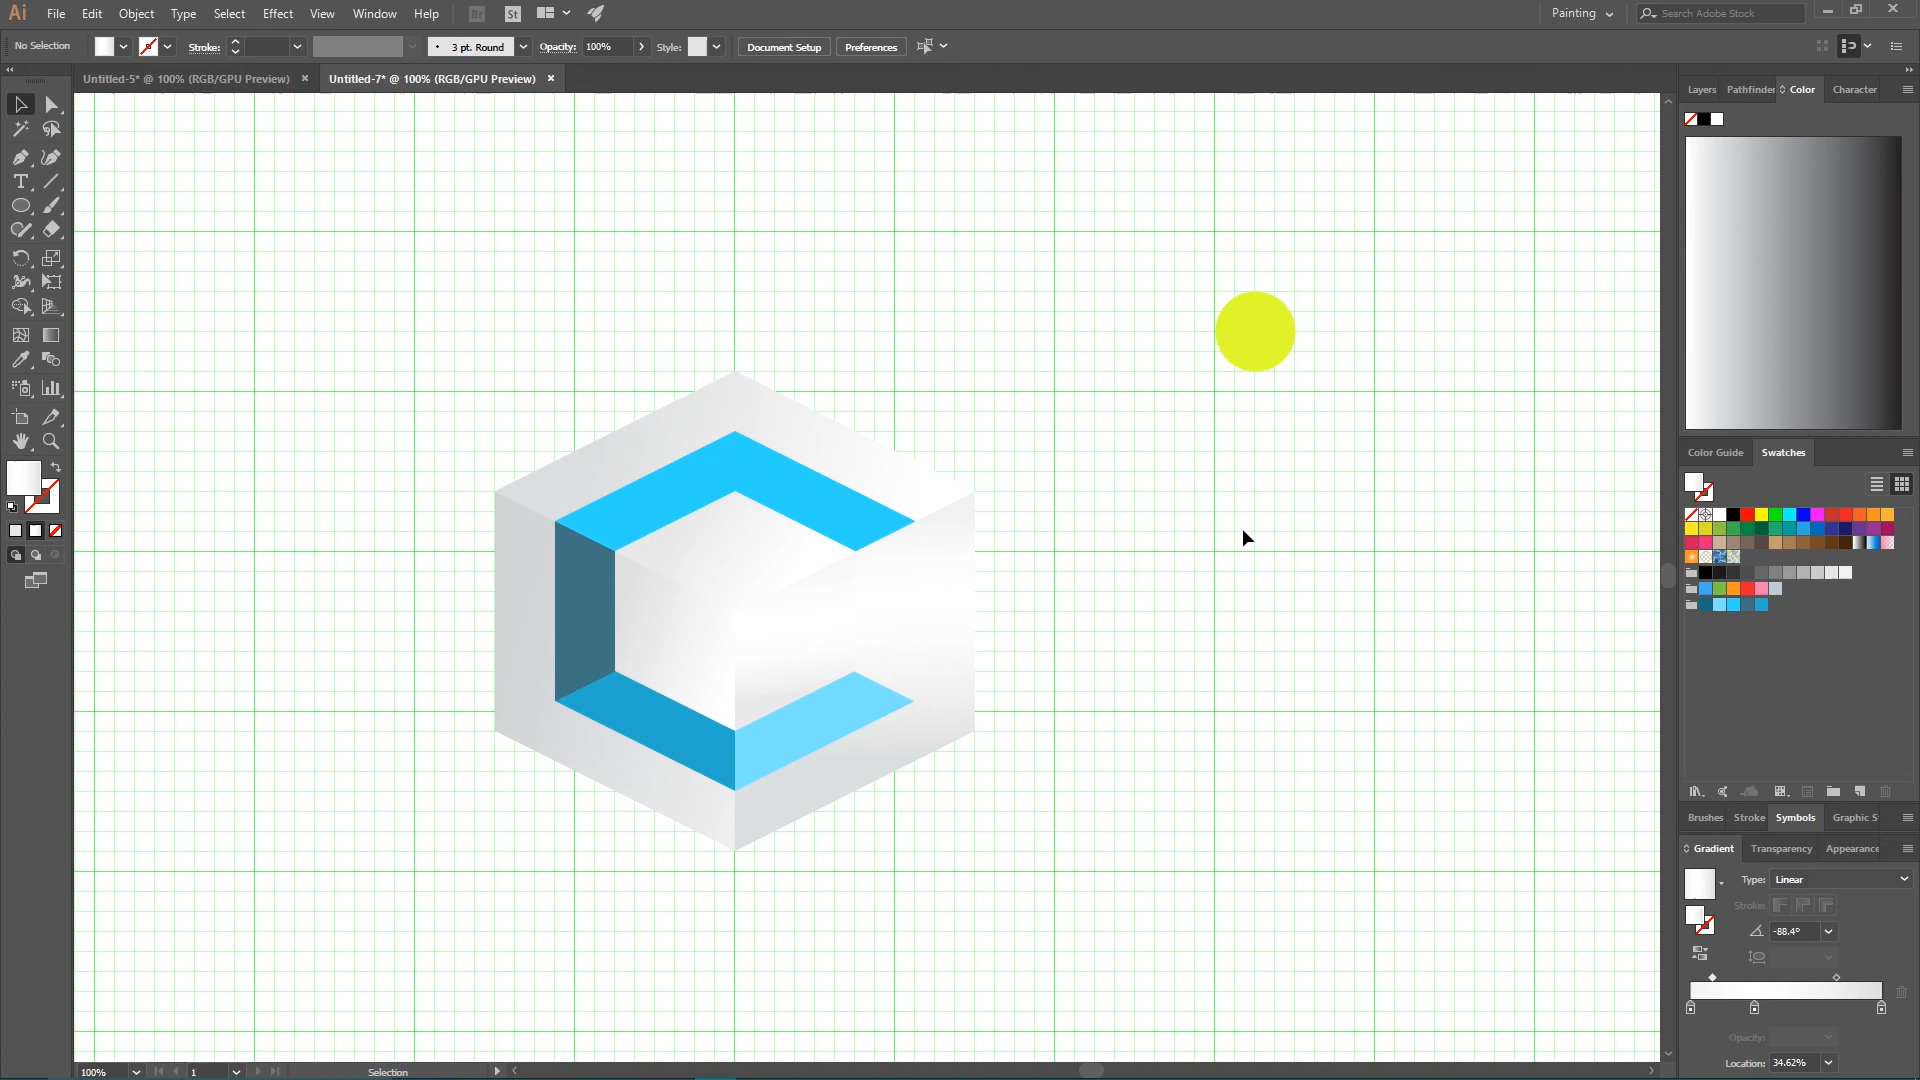 Ai File Edit Object Type Select Effect View Window Help Br St Painting Search Adobe Stock
No Selection Stroke: 3 pt. Round Opacity: 100% Style: Document Setup Preferences
Untitled-5* @ 100% (RGB/GPU Preview) Untitled-7* @ 100% (RGB/GPU Preview)
Layers Pathfinder Color Character
Color Guide Swatches
Brushes Stroke Symbols Graphic S
Gradient Transparency Appearance
Type: Linear
Stroke:
-88.4°
Opacity:
Location: 34.62%
100% 1 Selection